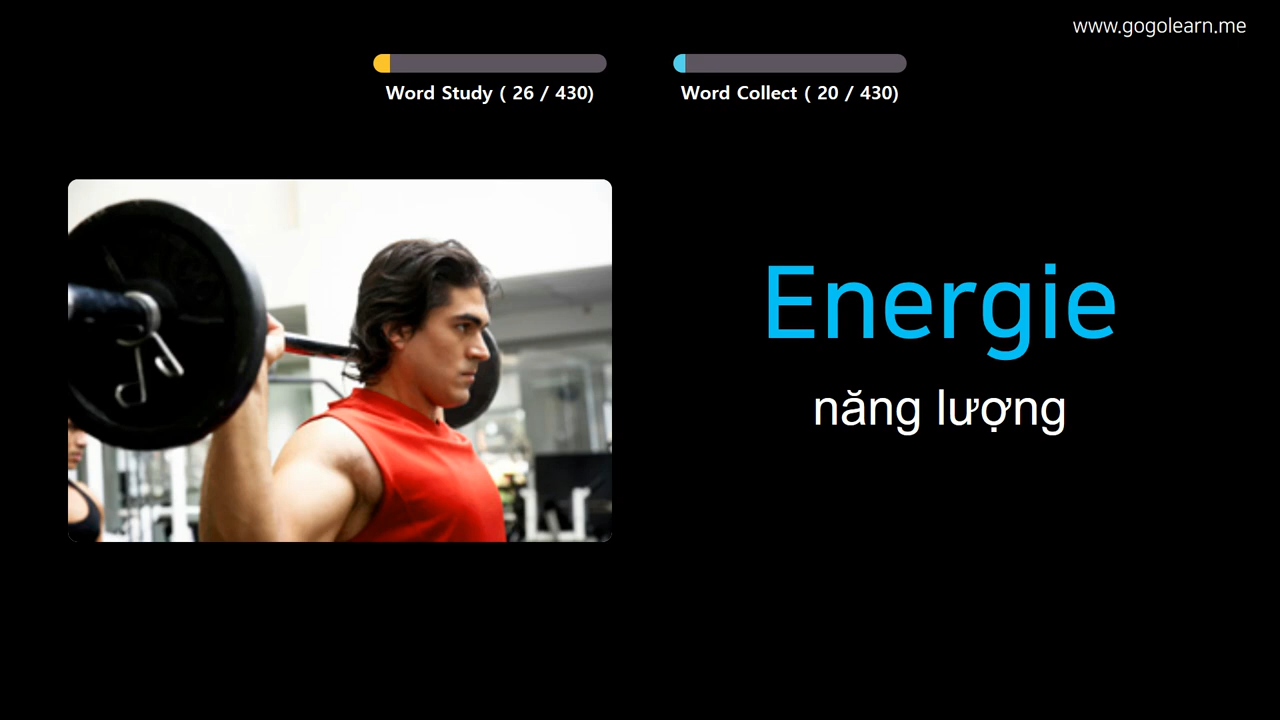 www.gogolearn.me
Word Study ( 26 / 430)
Word Collect ( 20 / 430)
Energie
năng lượng